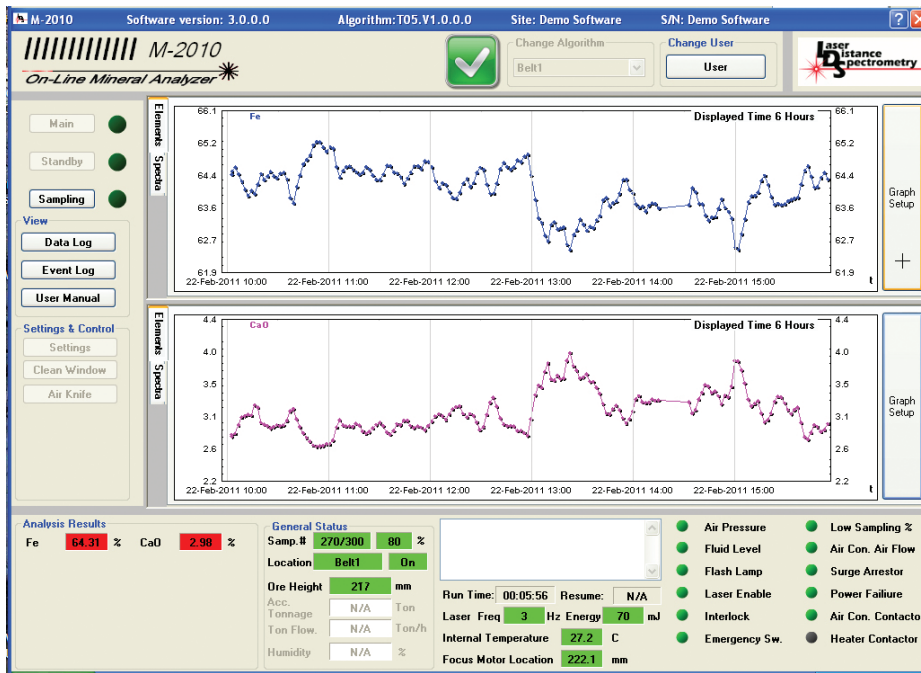 M-2010 Software version: 3.0.0.0 Algorithm:T05.V1.0.0.0 Site: Demo Software S/N: Demo Software ? X
M-2010
On-Line Mineral Analyzer
Change Algorithm
Belt1
Change User
User
Laser
Distance
Spectrometry
Main
Standby
Sampling
View
Data Log
Event Log
User Manual
Settings & Control
Settings
Clean Window
Air Knife
Elements
Spectra
Fe
Displayed Time 6 Hours
66.1 66.1
65.2 65.2
64.4 64.4
63.6 63.6
62.7 62.7
61.9 61.9
22-Feb-2011 10:00 22-Feb-2011 11:00 22-Feb-2011 12:00 22-Feb-2011 13:00 22-Feb-2011 14:00 22-Feb-2011 15:00 t
Graph
Setup
Elements
Spectra
CaO
Displayed Time 6 Hours
4.4 4.4
4.0 4.0
3.5 3.5
3.1 3.1
2.6 2.6
2.2 2.2
22-Feb-2011 10:00 22-Feb-2011 11:00 22-Feb-2011 12:00 22-Feb-2011 13:00 22-Feb-2011 14:00 22-Feb-2011 15:00 t
Graph
Setup
Analysis Results
Fe 64.31 % CaO 2.98 %
General Status
Samp.# 270/300 80 %
Location Belt1 On
Ore Height 217 mm
Acc.
Tonnage N/A Ton
Ton Flow. N/A Ton/h
Humidity N/A %
Run Time: 00:05:56 Resume: N/A
Laser Freq 3 Hz Energy 70 mJ
Internal Temperature 27.2 C
Focus Motor Location 222.1 mm
Air Pressure
Fluid Level
Flash Lamp
Laser Enable
Interlock
Emergency Sw.
Low Sampling %
Air Con. Air Flow
Surge Arrestor
Power Failiure
Air Con. Contacto
Heater Contactor